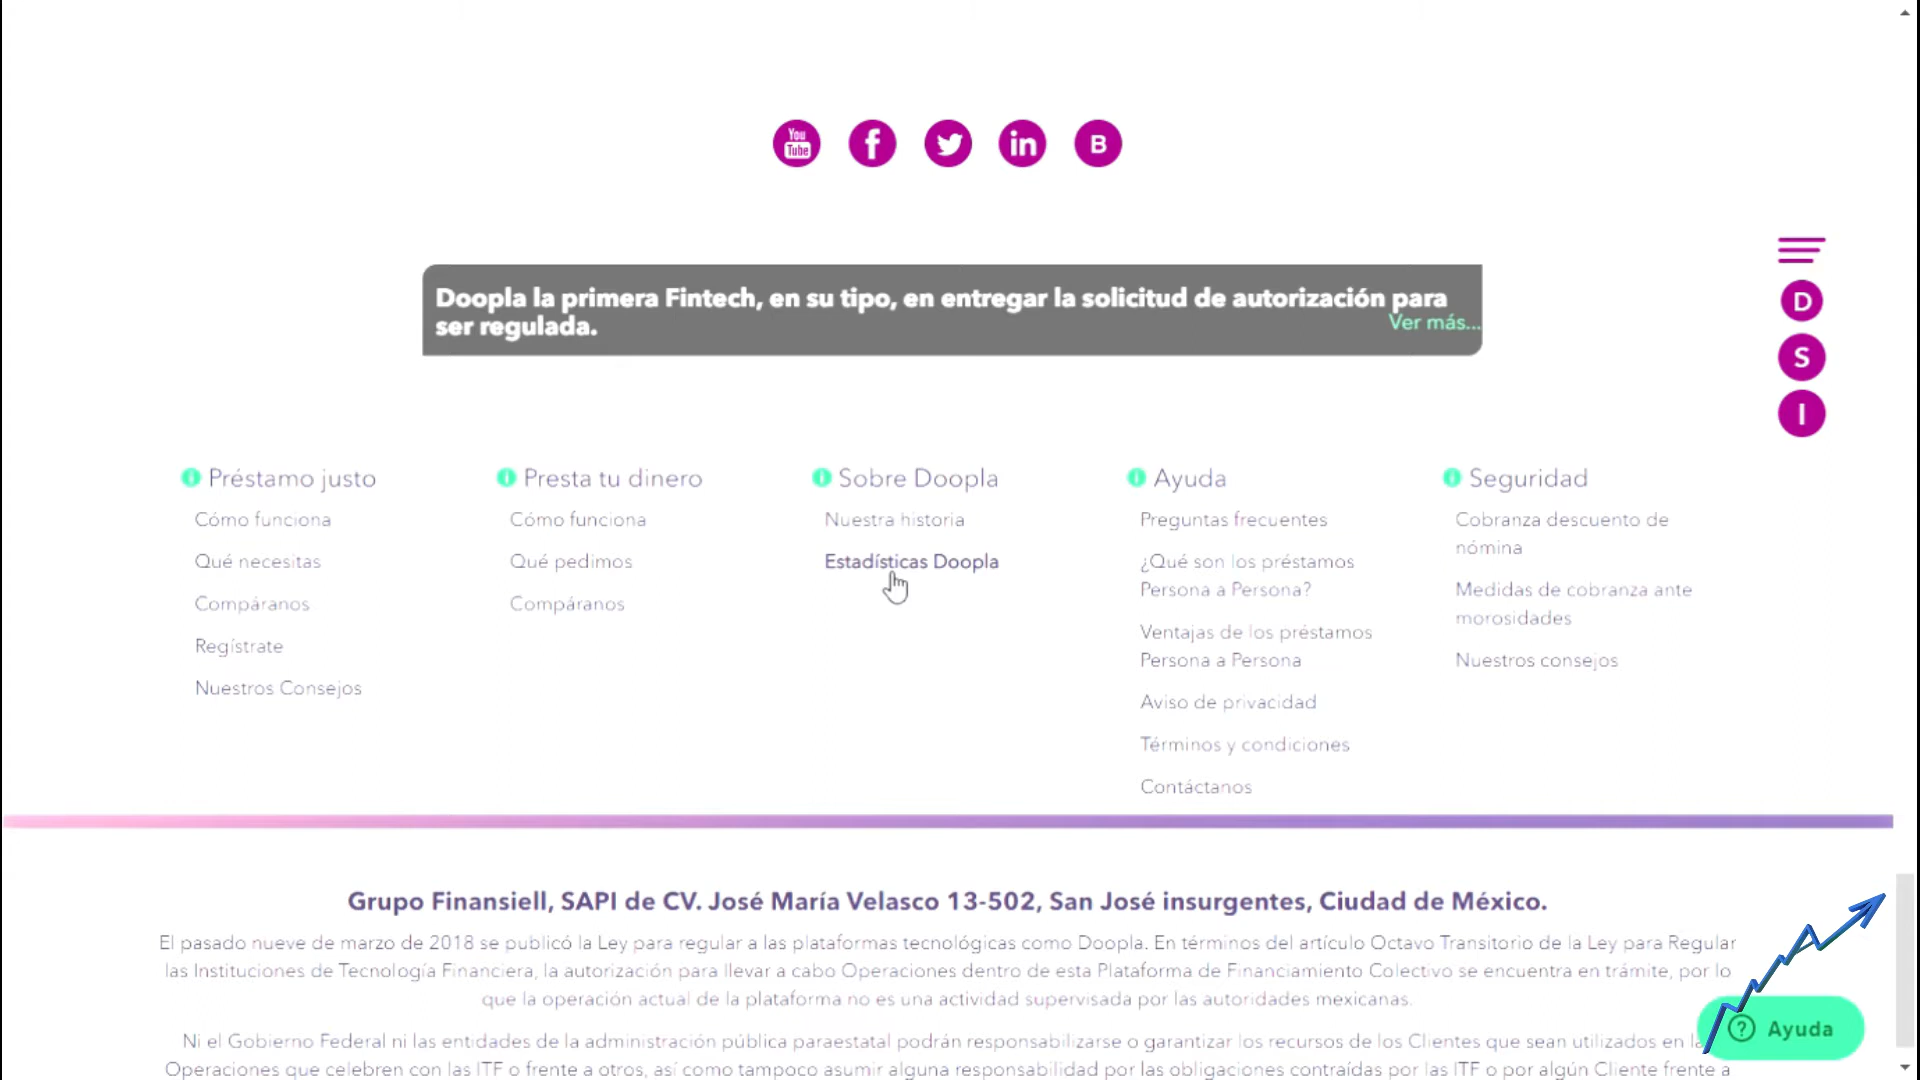 You
Tube
f
in
B
Doopla la primera Fintech, en su tipo, en entregar la solicitud de autorización para
ser regulada.
Ver más...
D
S
I
Préstamo justo
Cómo funciona
Qué necesitas
Compáranos
Regístrate
Nuestros Consejos
Presta tu dinero
Cómo funciona
Qué pedimos
Compáranos
Sobre Doopla
Nuestra historia
Estadísticas Doopla
Ayuda
Preguntas frecuentes
¿Qué son los préstamos
Persona a Persona?
Ventajas de los préstamos
Persona a Persona
Aviso de privacidad
Términos y condiciones
Contáctanos
Seguridad
Cobranza descuento de
nómina
Medidas de cobranza ante
morosidades
Nuestros consejos
Grupo Finansiell, SAPI de CV. José María Velasco 13-502, San José insurgentes, Ciudad de México.
El pasado nueve de marzo de 2018 se publicó la Ley para regular a las plataformas tecnológicas como Doopla. En términos del artículo Octavo Transitorio de la Ley para Regular
las Instituciones de Tecnología Financiera, la autorización para llevar a cabo Operaciones dentro de esta Plataforma de Financiamiento Colectivo se encuentra en trámite, por lo
que la operación actual de la plataforma no es una actividad supervisada por las autoridades mexicanas.
Ni el Gobierno Federal ni las entidades de la administración pública paraestatal podrán responsabilizarse o garantizar los recursos de los Clientes que sean utilizados en
Operaciones que celebren con las ITF o frente a otros, así como tampoco asumir alguna responsabilidad por las obligaciones contraídas por las ITF o por algún Cliente frente a
? Ayuda